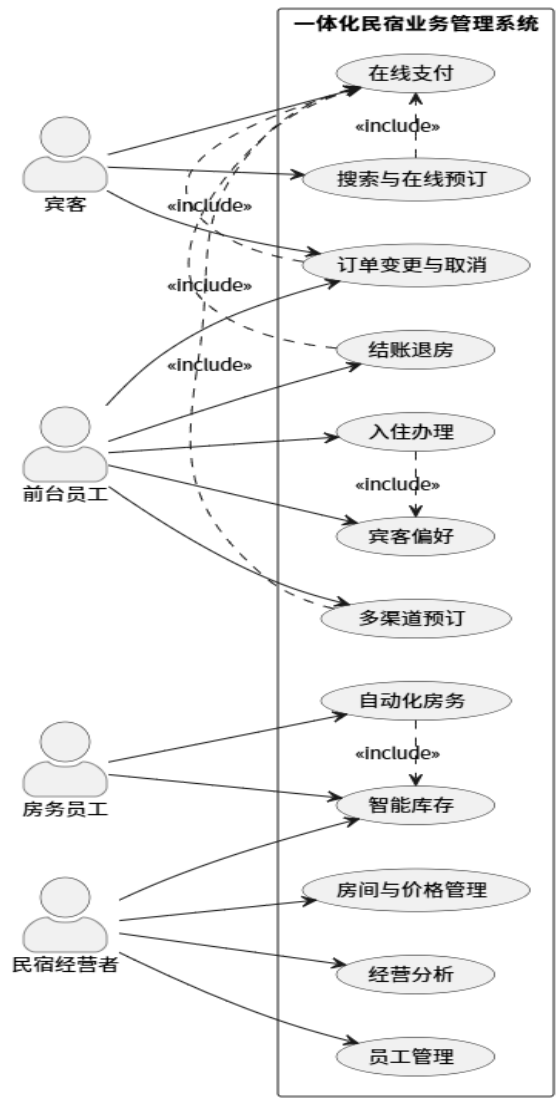 一体化民宿业务管理系统
在线支付
«include»
搜索与在线预订
宾客
«include»
订单变更与取消
«include»
结账退房
«include»
入住办理
«include»
前台员工
宾客偏好
多渠道预订
自动化房务
«include»
房务员工
智能库存
房间与价格管理
民宿经营者
经营分析
员工管理